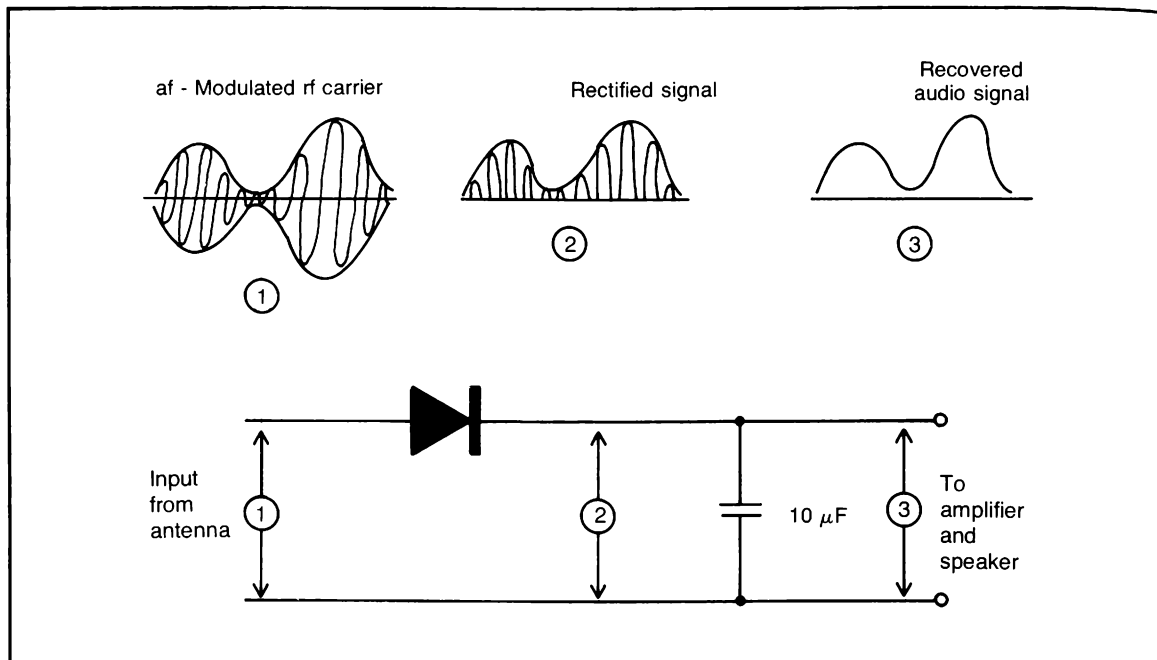 af - Modulated rf carrier
Rectified signal
Recovered
audio signal
1
2
3
Input
from
antenna
1
2
10 μF
3
To
amplifier
and
speaker